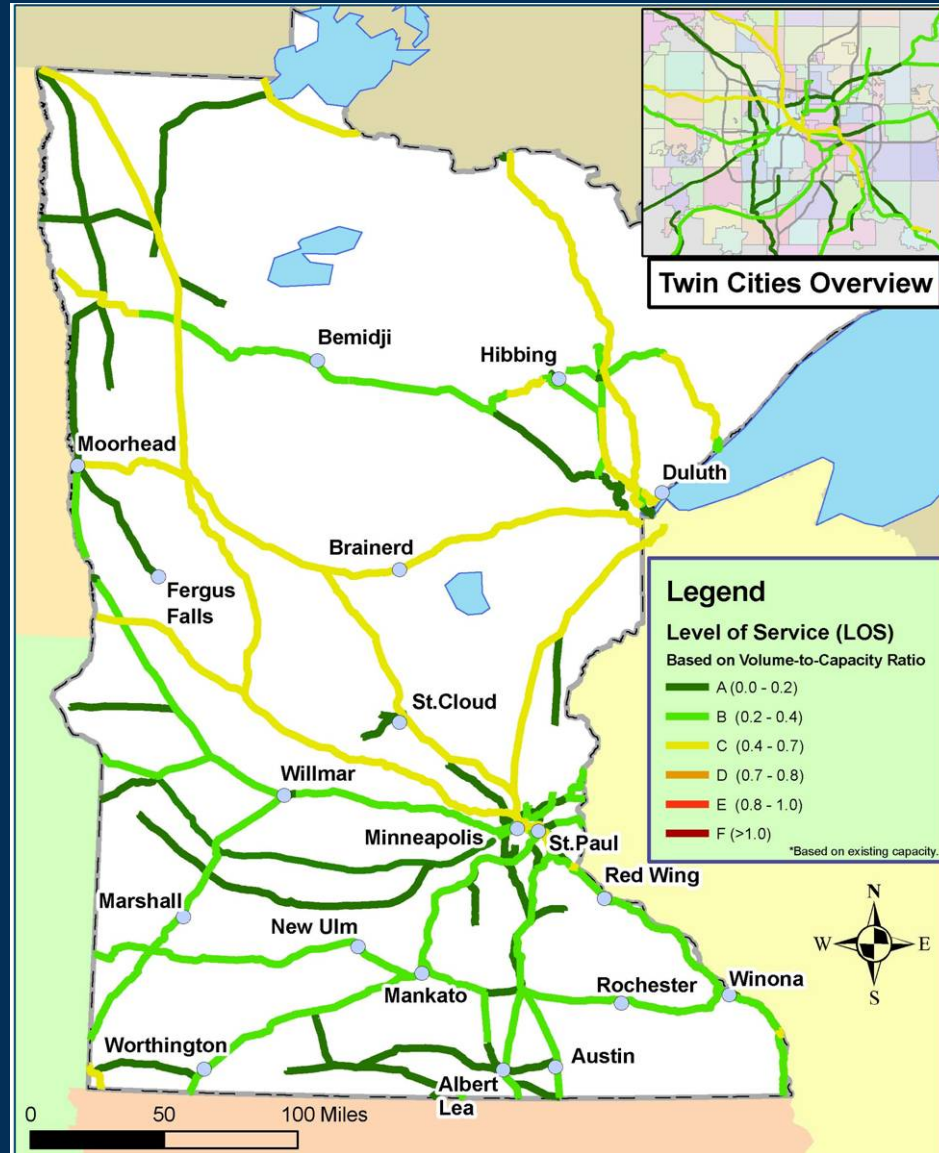 Twin Cities Overview
Bemidji
Hibbing
Moorhead
Duluth
Brainerd
Fergus
Falls
St.Cloud
Willmar
Minneapolis
St.Paul
Red Wing
Marshall
New Ulm
Mankato
Rochester
Winona
Worthington
Albert
Lea
Austin
Legend
Level of Service (LOS)
Based on Volume-to-Capacity Ratio
A (0.0 - 0.2)
B (0.2 - 0.4)
C (0.4 - 0.7)
D (0.7 - 0.8)
E (0.8 - 1.0)
F (>1.0)
*Based on existing capacity.
N
W E
S
0 50 100 Miles